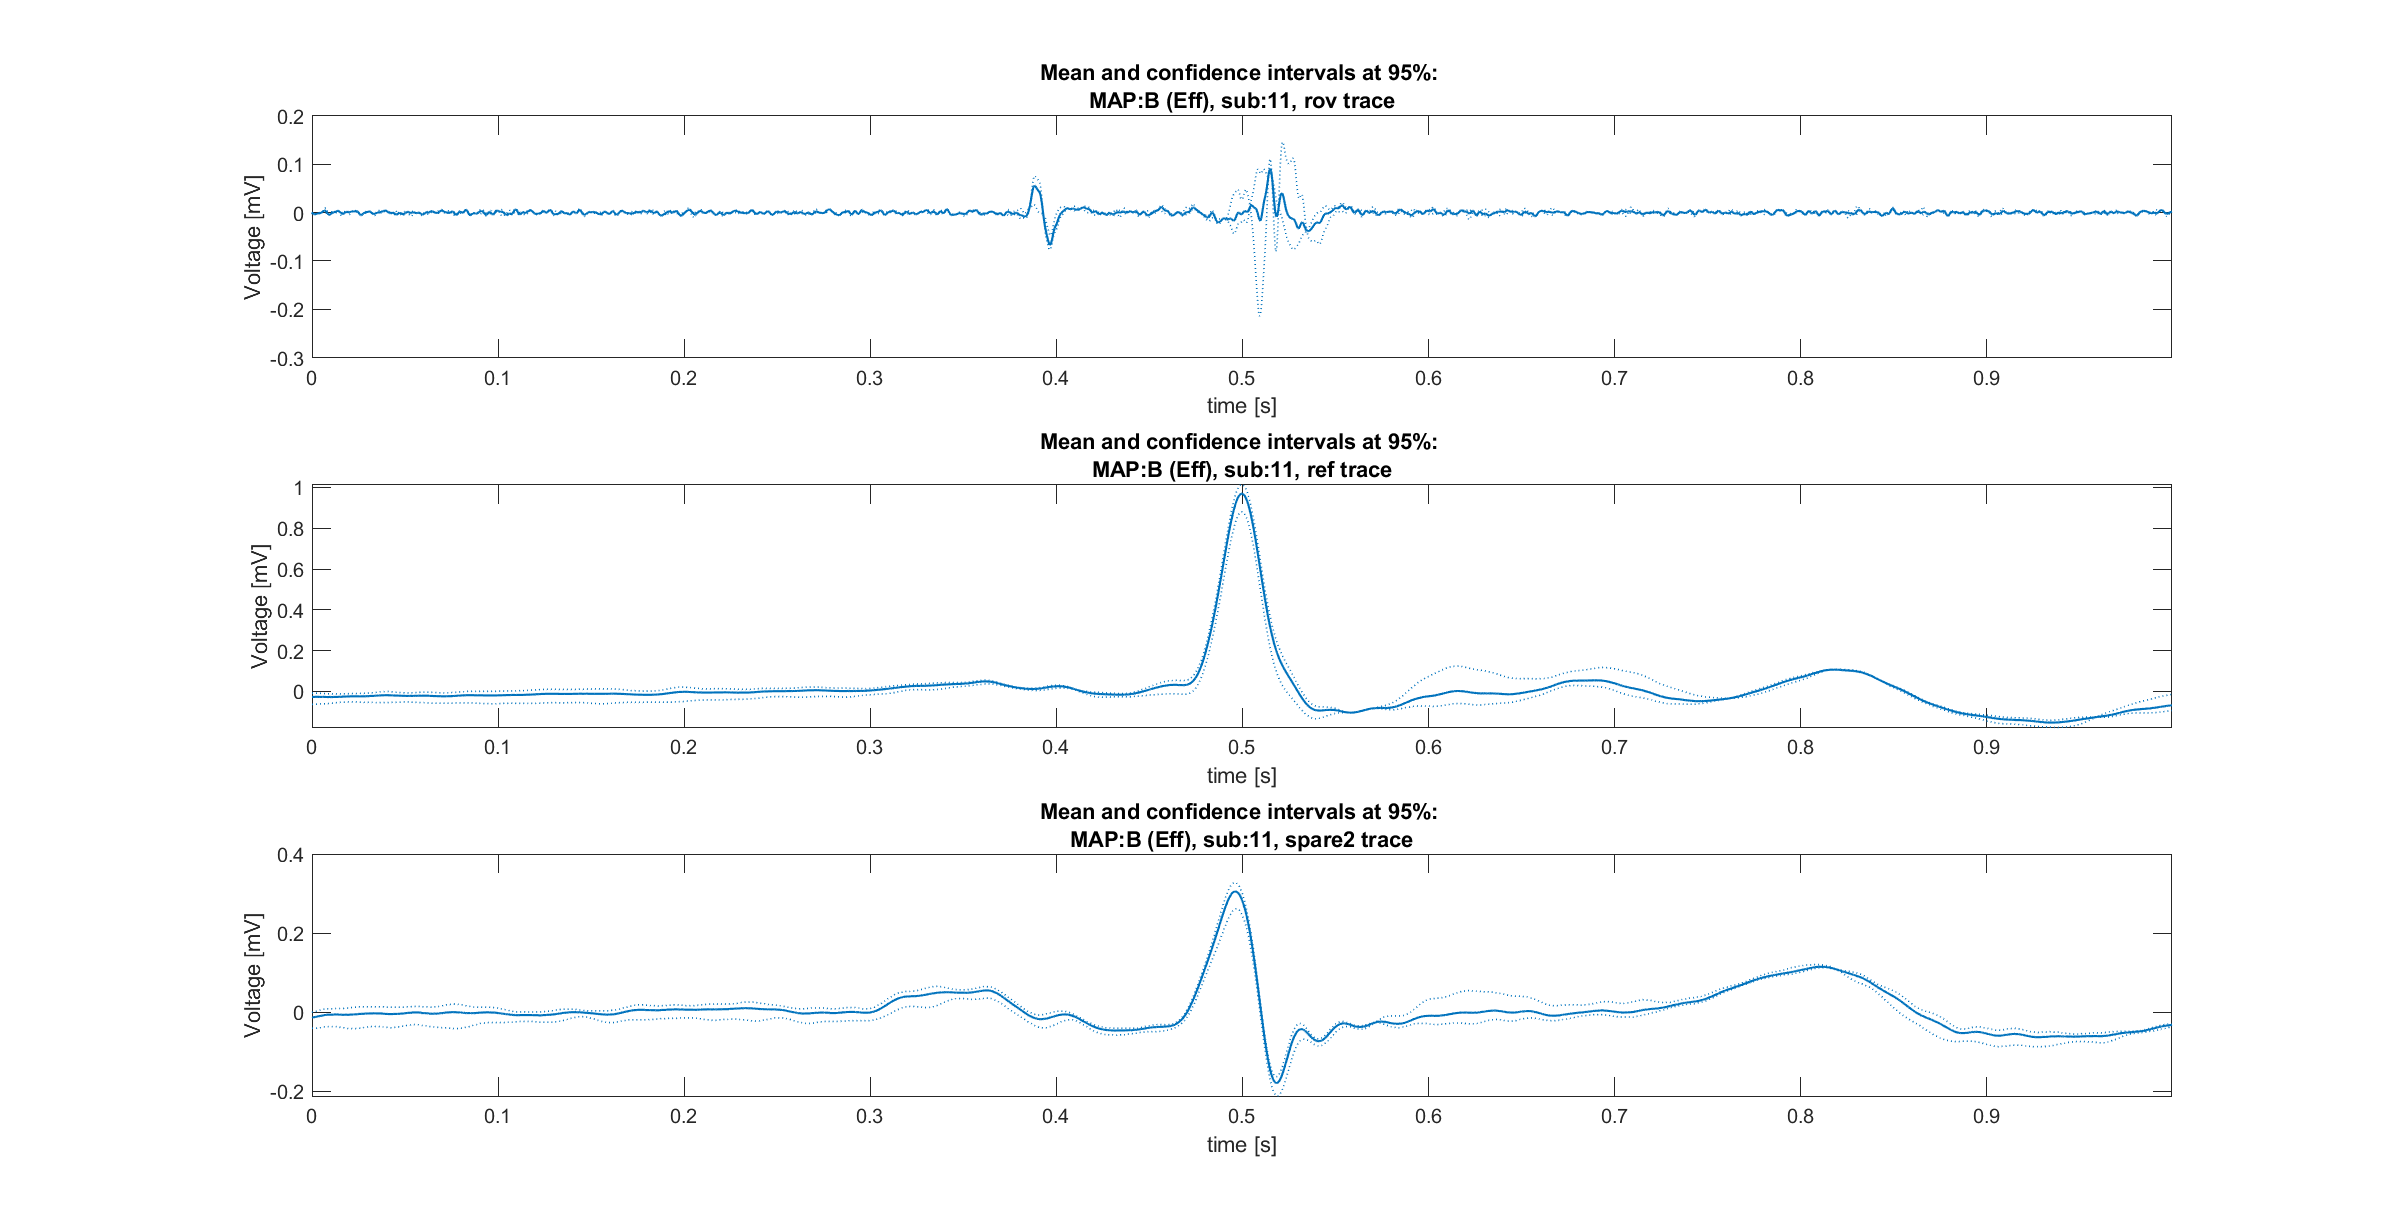 Mean and confidence intervals at 95%:
MAP:B (Eff), sub:11, rov trace
0.2
0.1
0
-0.1
-0.2
-0.3
Voltage [mV]
0 0.1 0.2 0.3 0.4 0.5 0.6 0.7 0.8 0.9
time [s]
Mean and confidence intervals at 95%:
MAP:B (Eff), sub:11, ref trace
1
0.8
0.6
0.4
0.2
0
Voltage [mV]
0 0.1 0.2 0.3 0.4 0.5 0.6 0.7 0.8 0.9
time [s]
Mean and confidence intervals at 95%:
MAP:B (Eff), sub:11, spare2 trace
0.4
0.2
0
-0.2
Voltage [mV]
0 0.1 0.2 0.3 0.4 0.5 0.6 0.7 0.8 0.9
time [s]